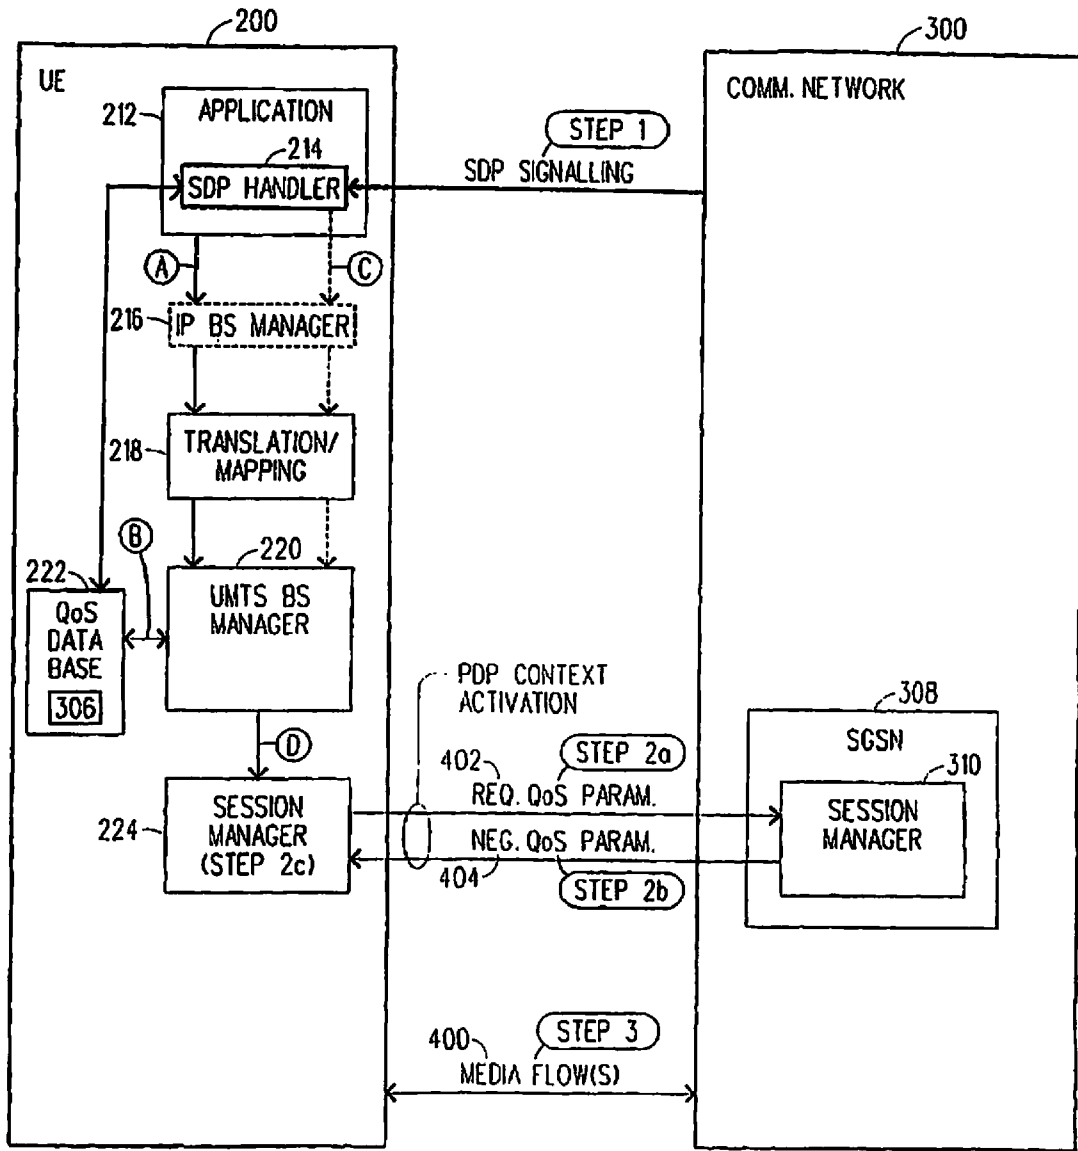 200
300
UE
COMM. NETWORK
212
APPLICATION
214
SDP HANDLER
STEP 1
SDP SIGNALLING
A
C
216
IP BS MANAGER
218
TRANSLATION/
MAPPING
B
220
222
UMTS BS
MANAGER
QoS
DATA
BASE
306
PDP CONTEXT
ACTIVATION
308
SGSN
D
402
STEP 2a
310
REQ. QoS PARAM.
224
SESSION
MANAGER
(STEP 2c)
SESSION
MANAGER
NEG. QoS PARAM.
404
STEP 2b
STEP 3
400
MEDIA FLOW(S)